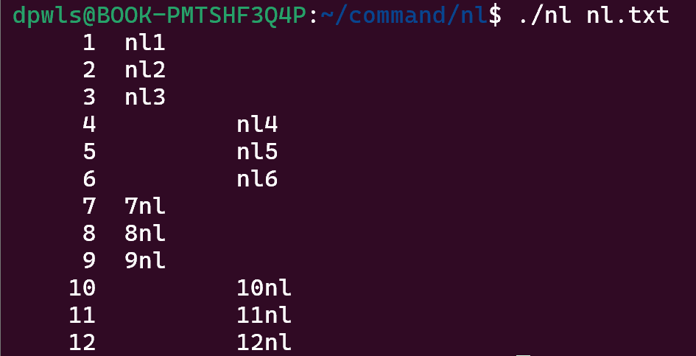 dpwls@BOOK-PMTSHF3Q4P:~/command/nl$ ./nl nl.txt
     1  nl1
     2  nl2
     3  nl3
     4          nl4
     5          nl5
     6          nl6
     7  7nl
     8  8nl
     9  9nl
    10          10nl
    11          11nl
    12          12nl